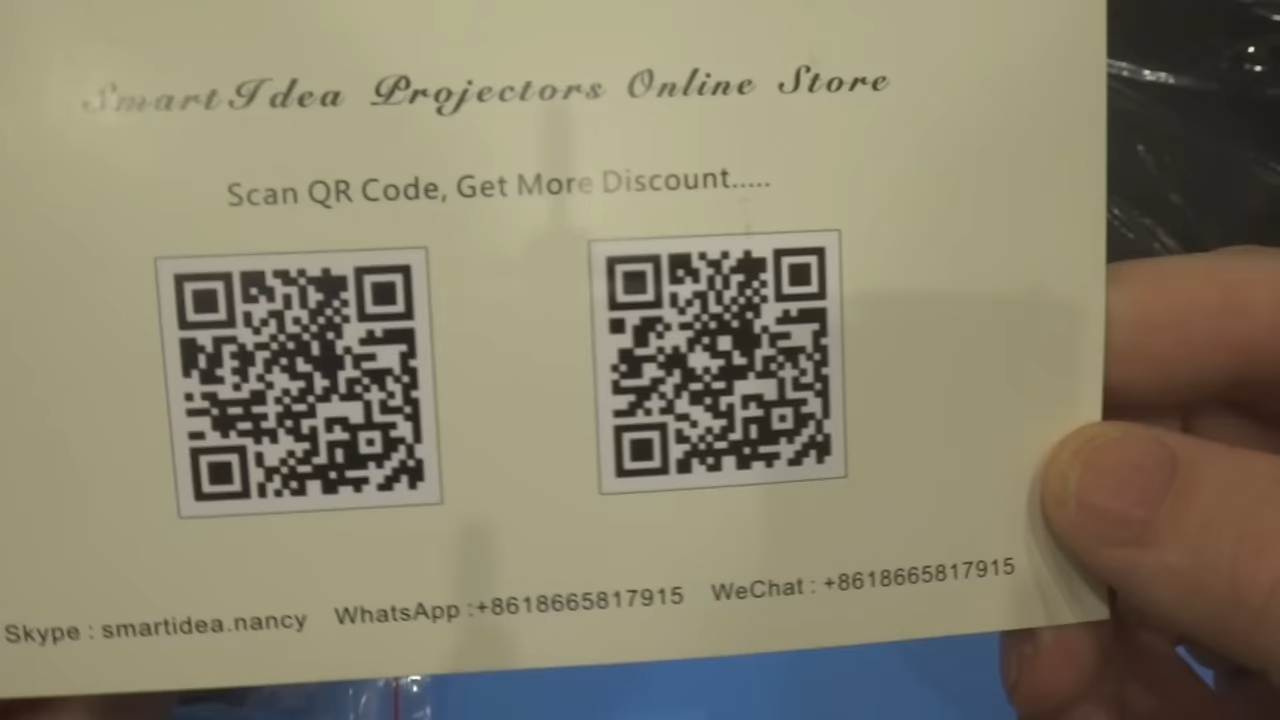 SmartIdea Projectors Online Store
Scan QR Code, Get More Discount.....
Skype : smartidea.nancy WhatsApp :+8618665817915 WeChat : +8618665817915